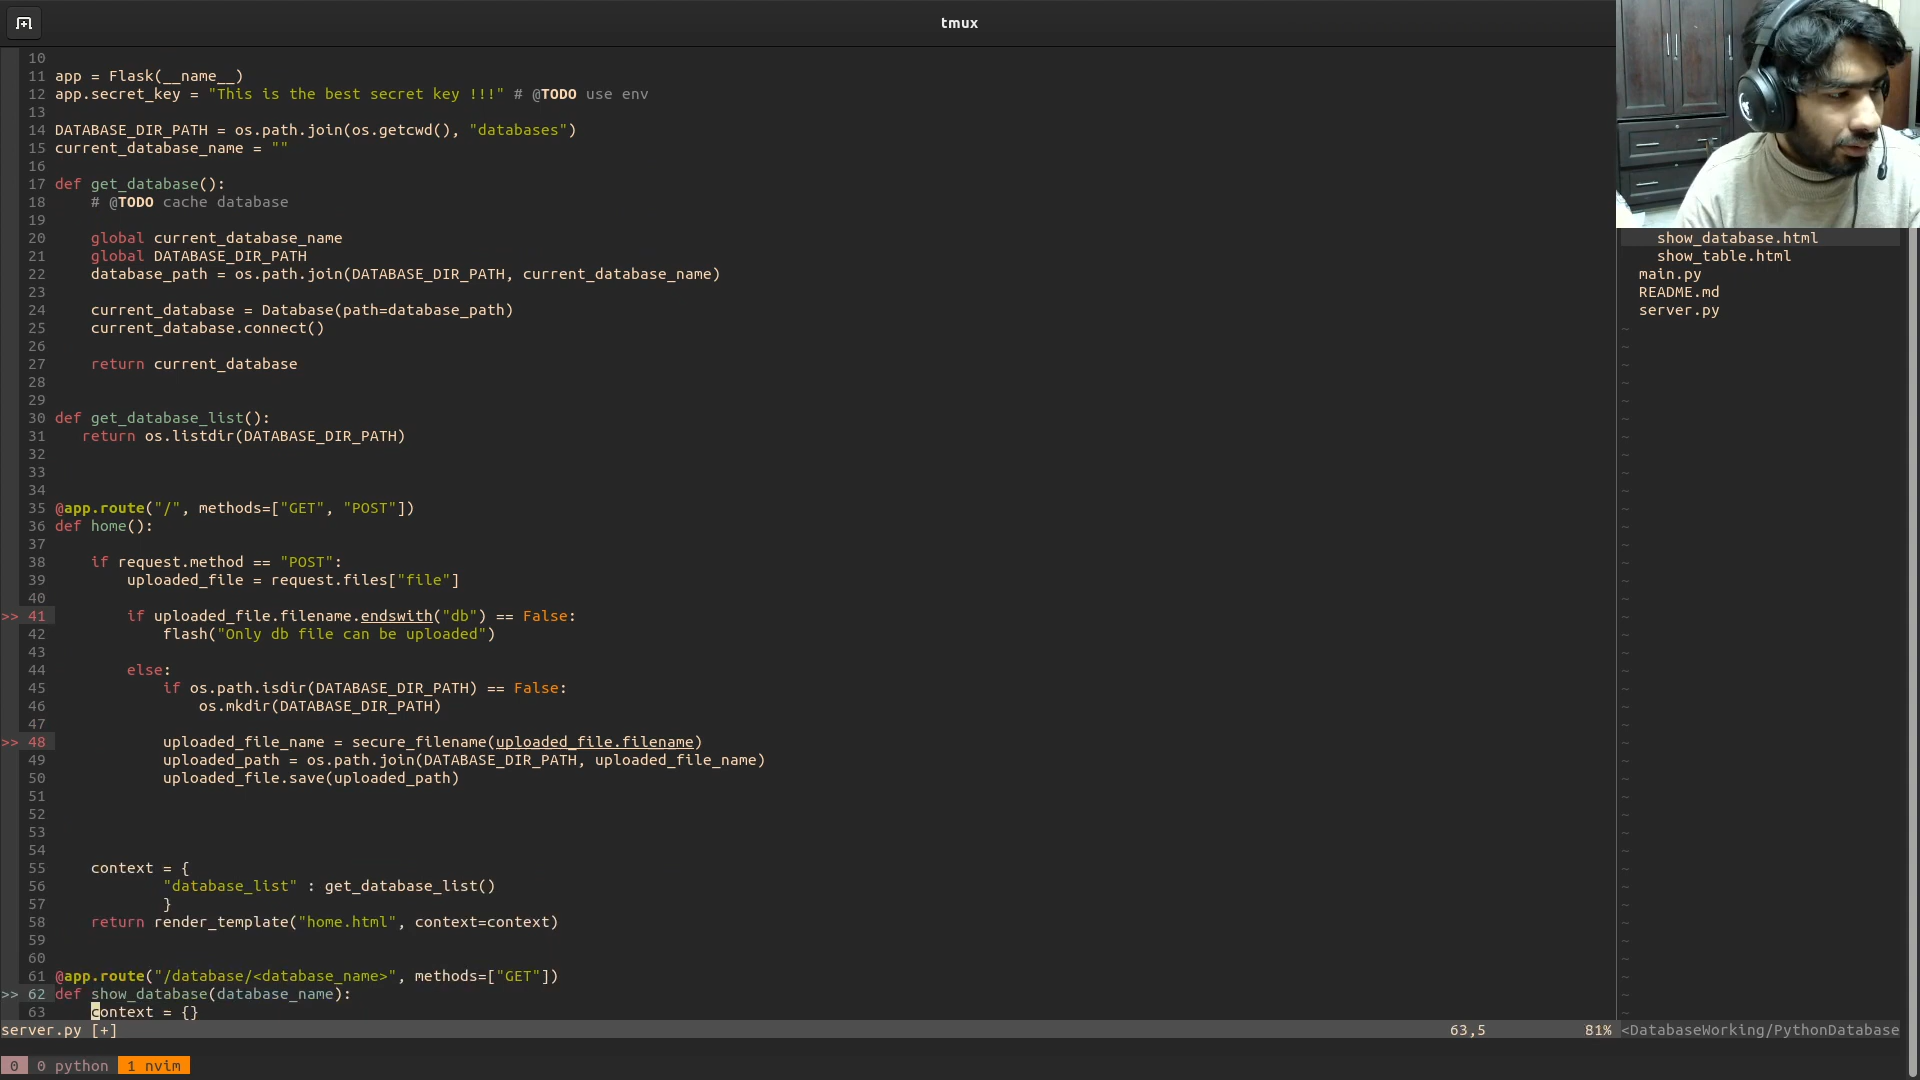 tmux
10
11 app = Flask(__name__)
12 app.secret_key = "This is the best secret key !!!" # @TODO use env
13
14 DATABASE_DIR_PATH = os.path.join(os.getcwd(), "databases")
15 current_database_name = ""
16
17 def get_database():
18     # @TODO cache database
19
20     global current_database_name
21     global DATABASE_DIR_PATH
22     database_path = os.path.join(DATABASE_DIR_PATH, current_database_name)
23
24     current_database = Database(path=database_path)
25     current_database.connect()
26
27     return current_database
28
29
30 def get_database_list():
31    return os.listdir(DATABASE_DIR_PATH)
32
33
34
35 @app.route("/", methods=["GET", "POST"])
36 def home():
37
38     if request.method == "POST":
39         uploaded_file = request.files["file"]
40
>> 41         if uploaded_file.filename.endswith("db") == False:
42             flash("Only db file can be uploaded")
43
44         else:
45             if os.path.isdir(DATABASE_DIR_PATH) == False:
46                 os.mkdir(DATABASE_DIR_PATH)
47
>> 48             uploaded_file_name = secure_filename(uploaded_file.filename)
49             uploaded_path = os.path.join(DATABASE_DIR_PATH, uploaded_file_name)
50             uploaded_file.save(uploaded_path)
51
52
53
54
55     context = {
56             "database_list" : get_database_list()
57             }
58     return render_template("home.html", context=context)
59
60
61 @app.route("/database/<database_name>", methods=["GET"])
>> 62 def show_database(database_name):
63     context = {}
server.py [+] 63,5 81%
show_database.html
show_table.html
main.py
README.md
server.py
<DatabaseWorking/PythonDatabase
0 0 python 1 nvim